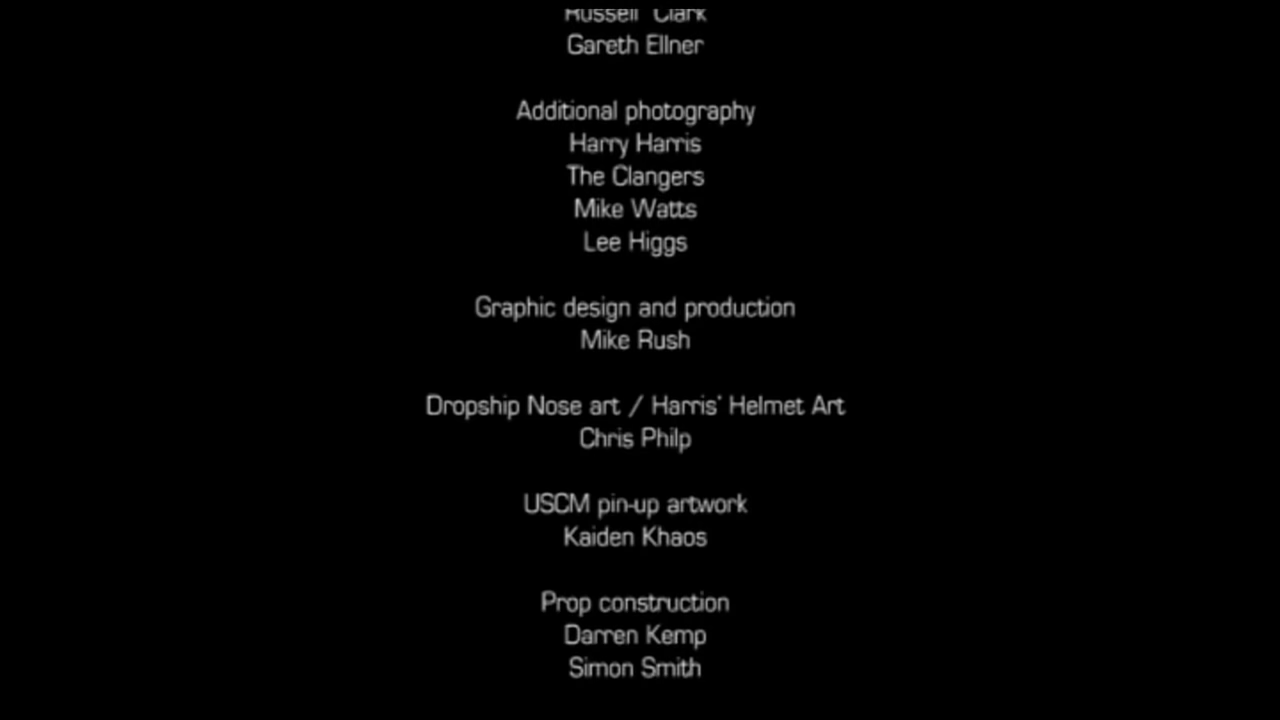 Russell Clark
Gareth Ellner
Additional photography
Harry Harris
The Clangers
Mike Watts
Lee Higgs
Graphic design and production
Mike Rush
Dropship Nose art / Harris' Helmet Art
Chris Philp
USCM pin-up artwork
Kaiden Khaos
Prop construction
Darren Kemp
Simon Smith